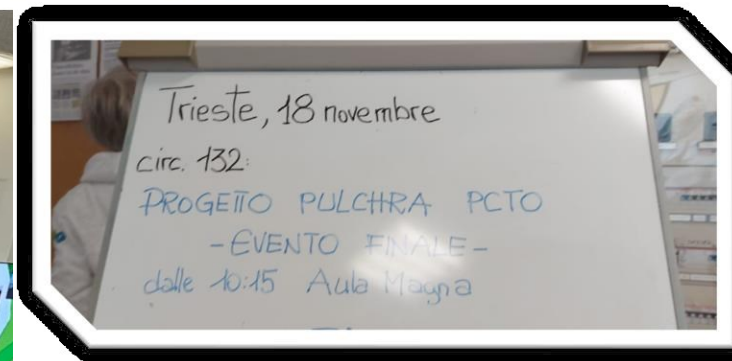 Trieste, 18 novembre
circ. 132:
PROGETTO PULCHRA PCTO
- EVENTO FINALE -
dalle 10:15 Aula Magna